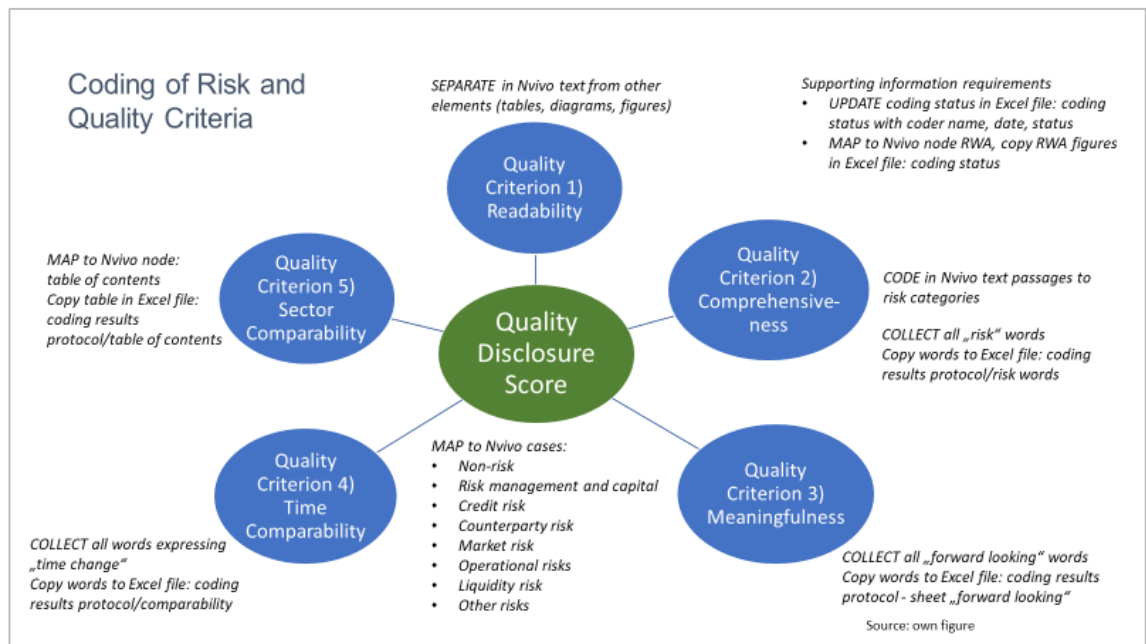 Coding of Risk and
Quality Criteria
SEPARATE in Nvivo text from other
elements (tables, diagrams, figures)
Supporting information requirements
• UPDATE coding status in Excel file: coding
status with coder name, date, status
• MAP to Nvivo node RWA, copy RWA figures
in Excel file: coding status
Quality
Criterion 1)
Readability
MAP to Nvivo node:
table of contents
Copy table in Excel file:
coding results
protocol/table of contents
Quality
Criterion 5)
Sector
Comparability
Quality
Criterion 2)
Comprehensive-
ness
CODE in Nvivo text passages to
risk categories
COLLECT all „risk“ words
Copy words to Excel file: coding
results protocol/risk words
Quality
Disclosure
Score
Quality
Criterion 4)
Time
Comparability
MAP to Nvivo cases:
• Non-risk
• Risk management and capital
• Credit risk
• Counterparty risk
• Market risk
• Operational risks
• Liquidity risk
• Other risks
Quality
Criterion 3)
Meaningfulness
COLLECT all words expressing
„time change“
Copy words to Excel file: coding
results protocol/comparability
COLLECT all „forward looking“ words
Copy words to Excel file: coding results
protocol - sheet „forward looking“
Source: own figure